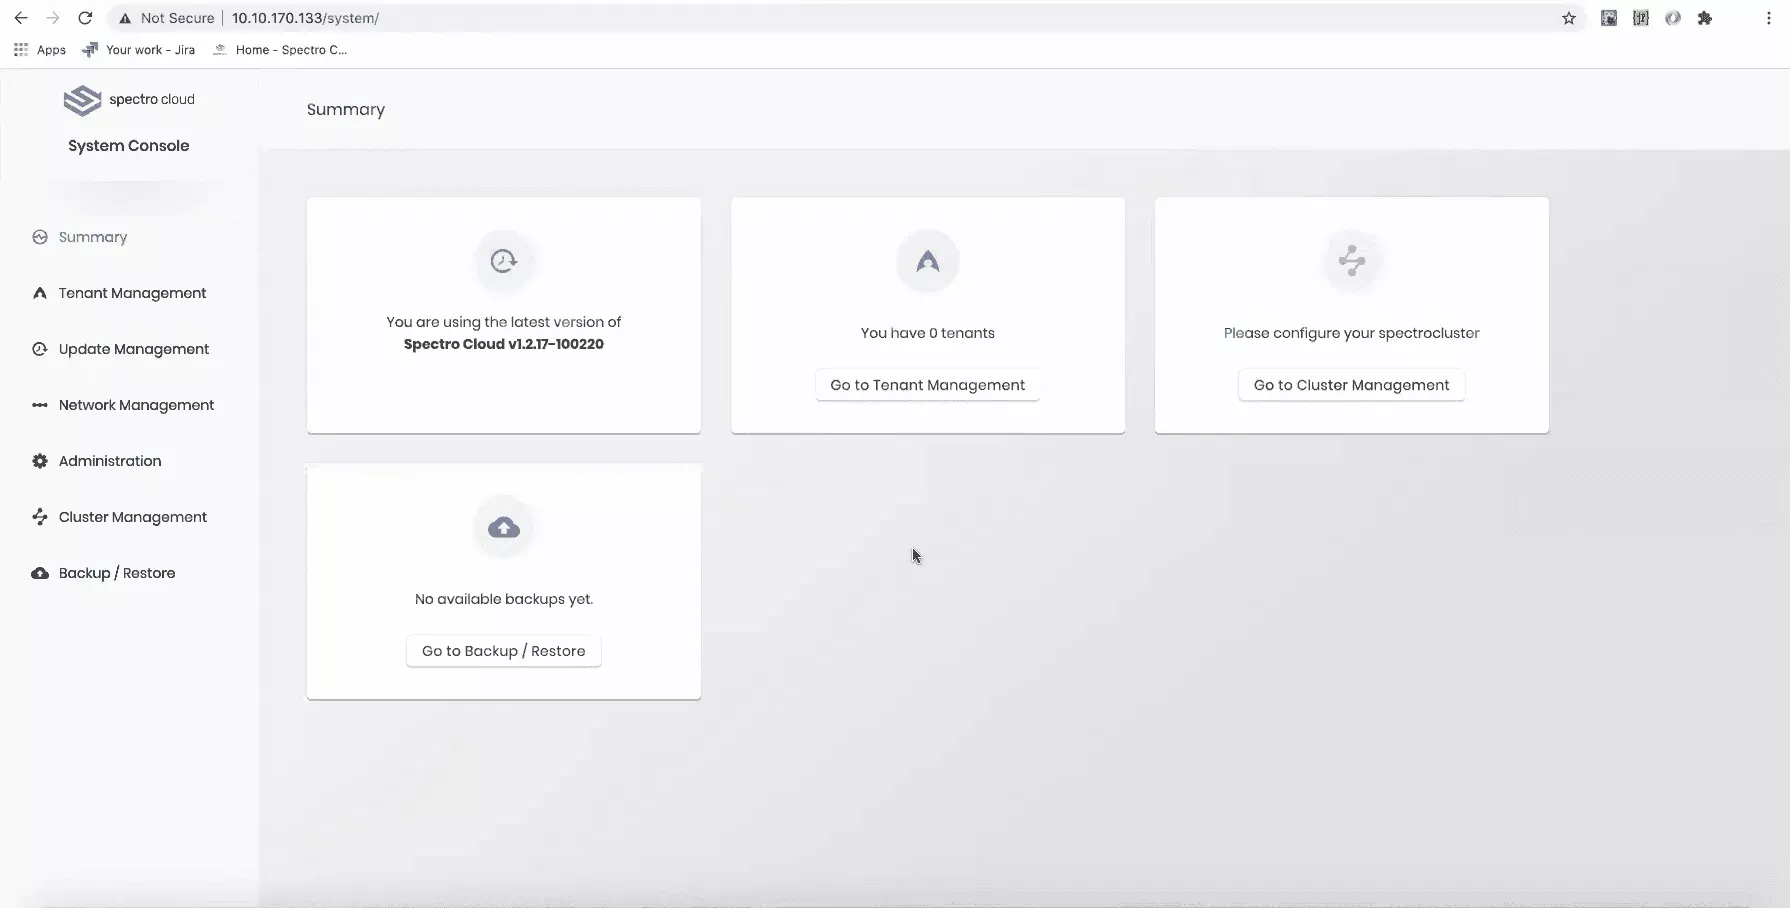 Not Secure | 10.10.170.133/system/
Apps
Your work - Jira
Home - Spectro C...
spectro cloud
System Console
Summary
Tenant Management
Update Management
Network Management
Administration
Cluster Management
Backup / Restore
Summary
You are using the latest version of
Spectro Cloud v1.2.17-100220
You have 0 tenants
Go to Tenant Management
Please configure your spectrocluster
Go to Cluster Management
No available backups yet.
Go to Backup / Restore